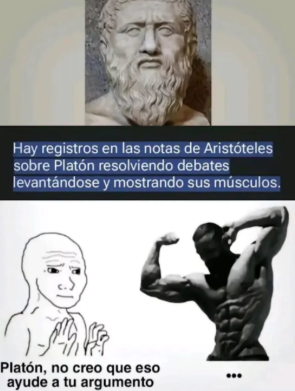 Hay registros en las notas de Aristóteles
sobre Platón resolviendo debates
levantándose y mostrando sus músculos.
Platón, no creo que eso
ayude a tu argumento
...